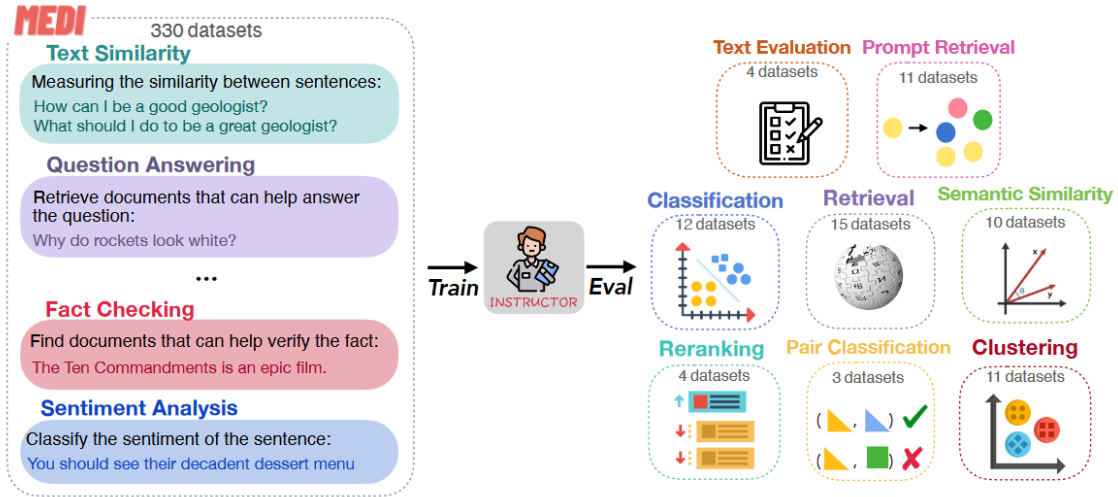 MEDI
330 datasets
Text Similarity
Measuring the similarity between sentences:
How can I be a good geologist?
What should I do to be a great geologist?
Question Answering
Retrieve documents that can help answer
the question:
Why do rockets look white?
...
Fact Checking
Find documents that can help verify the fact:
The Ten Commandments is an epic film.
Sentiment Analysis
Classify the sentiment of the sentence:
You should see their decadent dessert menu
Train
INSTRUCTOR
Eval
Text Evaluation
4 datasets
Prompt Retrieval
11 datasets
Classification
12 datasets
Retrieval
15 datasets
Semantic Similarity
10 datasets
x
θ
y
Reranking
4 datasets
Pair Classification
3 datasets
( , )
( , )
Clustering
11 datasets